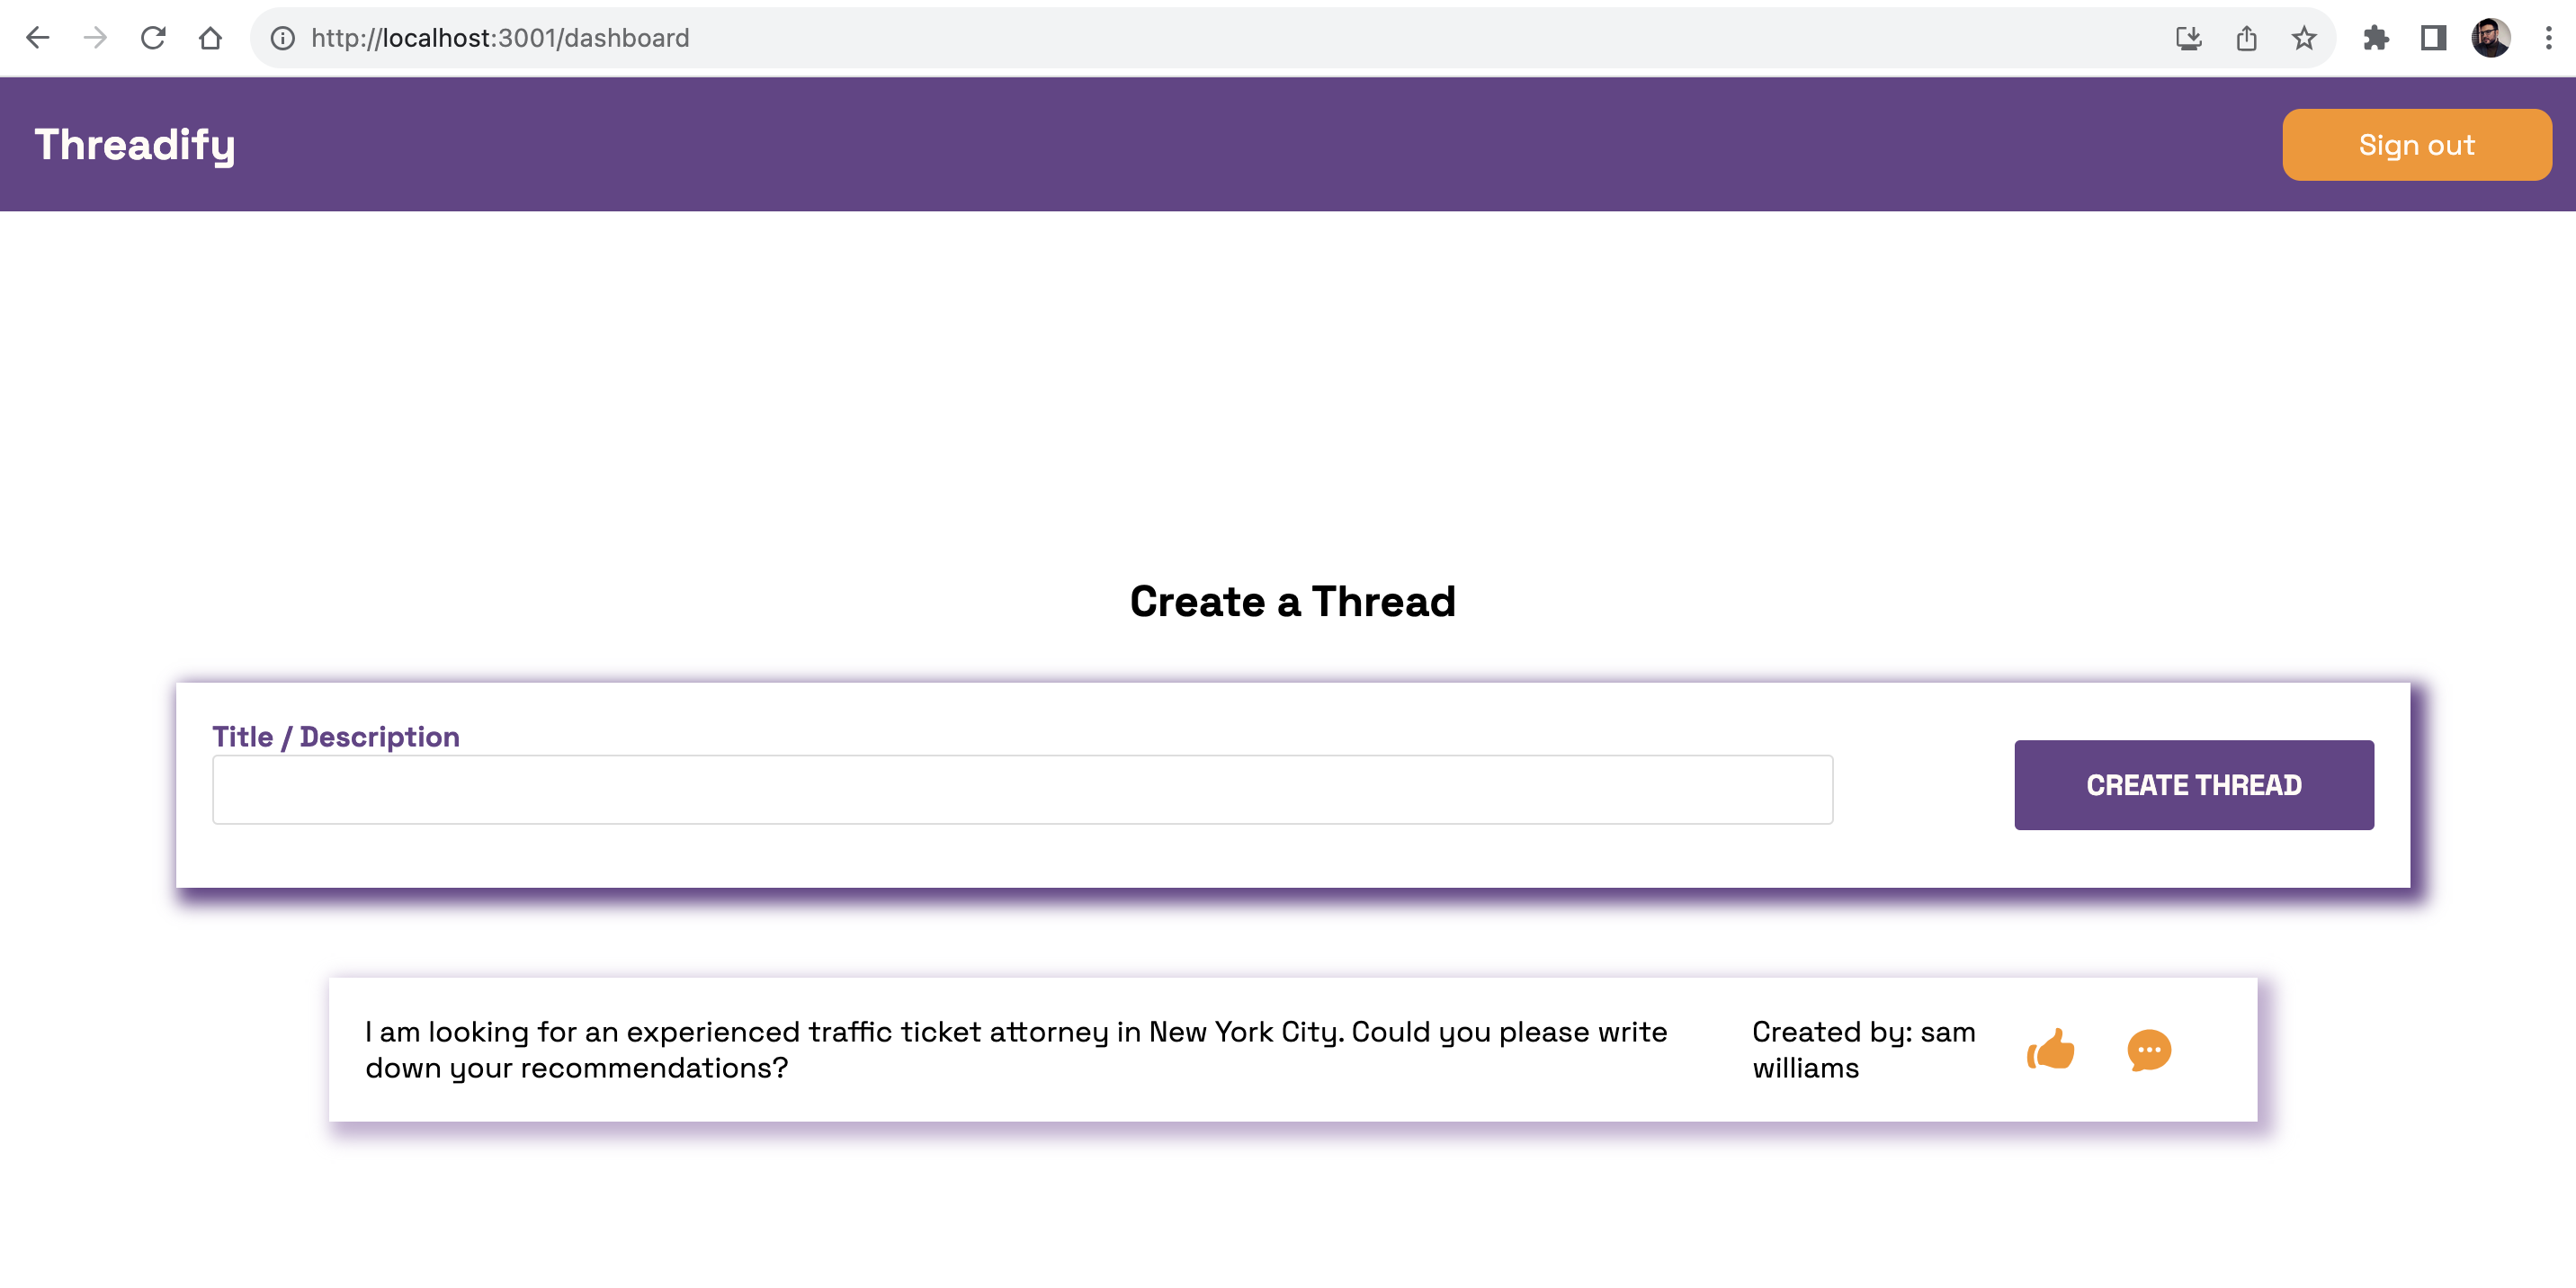 http://localhost:3001/dashboard
Threadify
Sign out
Create a Thread
Title / Description
CREATE THREAD
I am looking for an experienced traffic ticket attorney in New York City. Could you please write
down your recommendations?
Created by: sam
williams